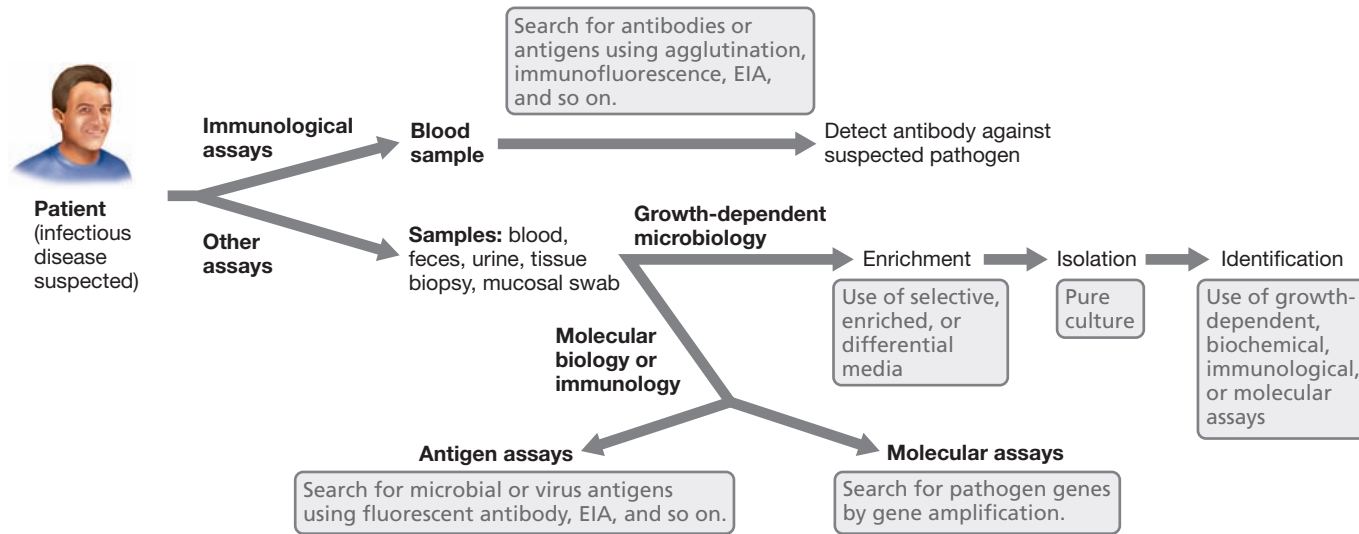 Search for antibodies or
antigens using agglutination,
immunofluorescence, EIA,
and so on.
Immunological
assays
Blood
sample
Detect antibody against
suspected pathogen
Patient
(infectious
disease
suspected)
Other
assays
Samples: blood,
feces, urine, tissue
biopsy, mucosal swab
Growth-dependent
microbiology
Enrichment
Use of selective,
enriched, or
differential
media
Isolation
Pure
culture
Identification
Use of growth-
dependent,
biochemical,
immunological,
or molecular
assays
Molecular
biology or
immunology
Antigen assays
Search for microbial or virus antigens
using fluorescent antibody, EIA, and so on.
Molecular assays
Search for pathogen genes
by gene amplification.